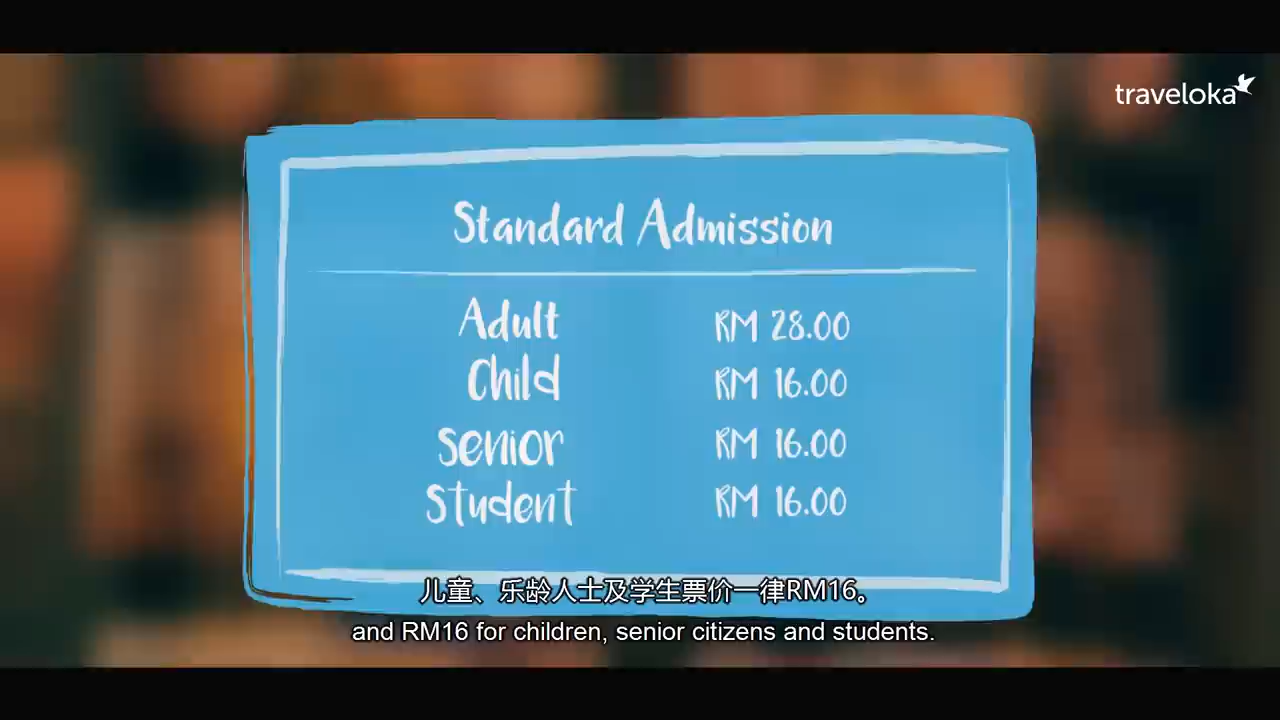 traveloka
Standard Admission
Adult RM 28.00
Child RM 16.00
Senior RM 16.00
Student RM 16.00
儿童、乐龄人士及学生票价一律RM16。
and RM16 for children, senior citizens and students.